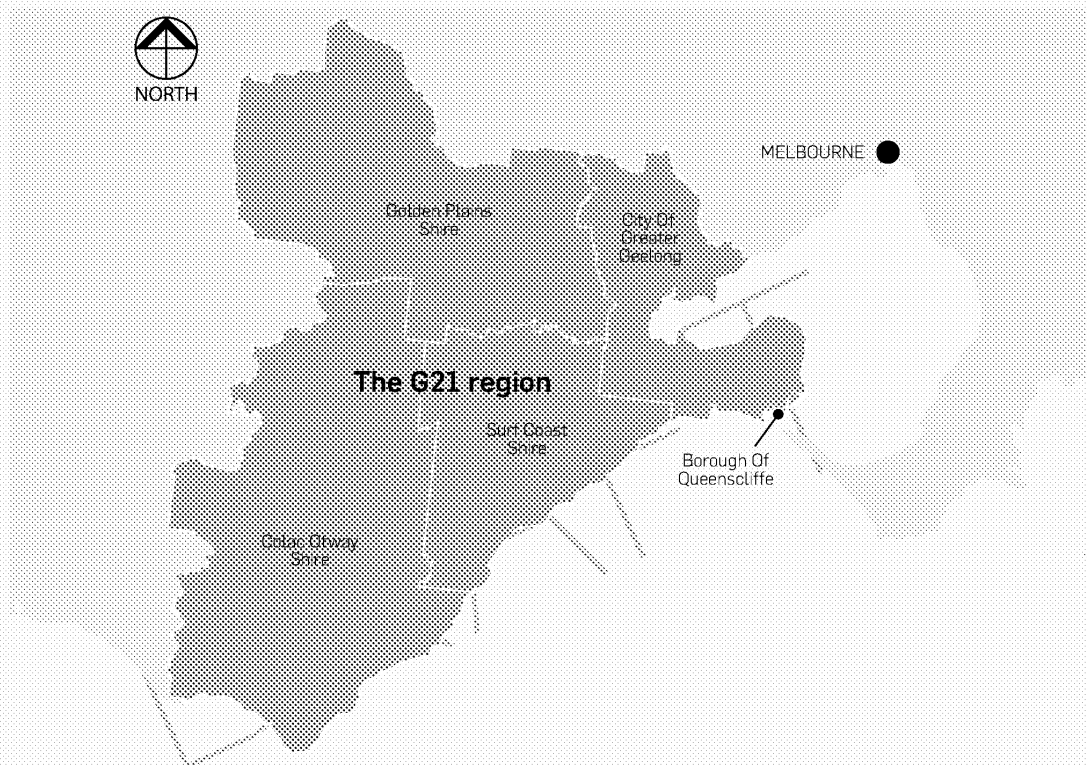 NORTH
MELBOURNE
Golden Plains
Shire
City Of
Greater
Geelong
The G21 region
Surf Coast
Shire
Borough Of
Queenscliffe
Colac Otway
Shire